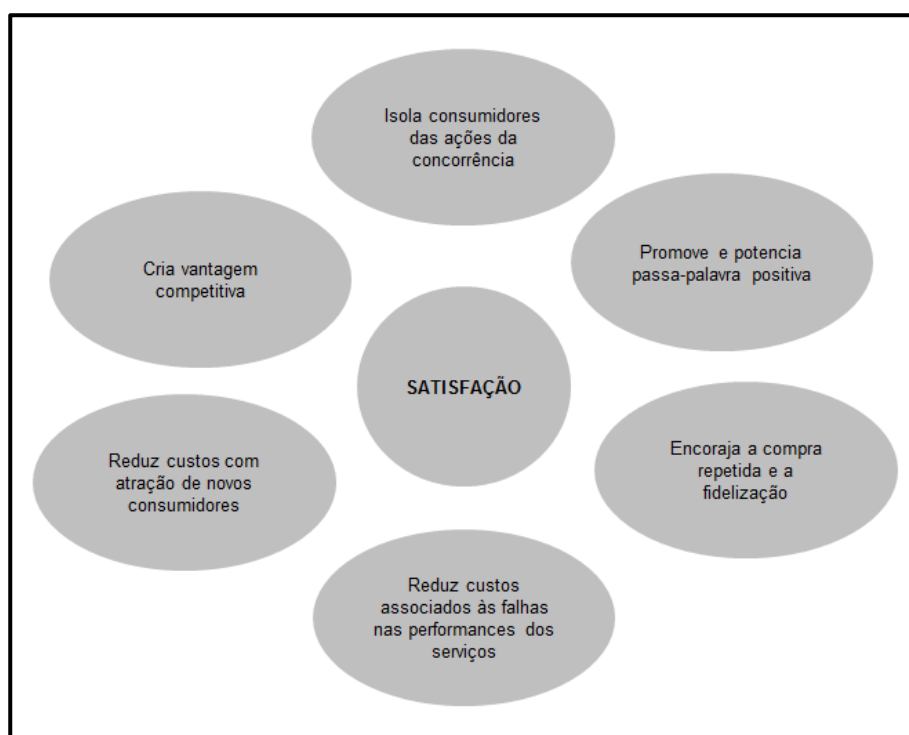 Isola consumidores
das ações da
concorrência
Promove e potencia
passa-palavra positiva
Cria vantagem
competitiva
SATISFAÇÃO
Encoraja a compra
repetida e a
fidelização
Reduz custos com
atração de novos
consumidores
Reduz custos
associados às falhas
nas performances dos
serviços